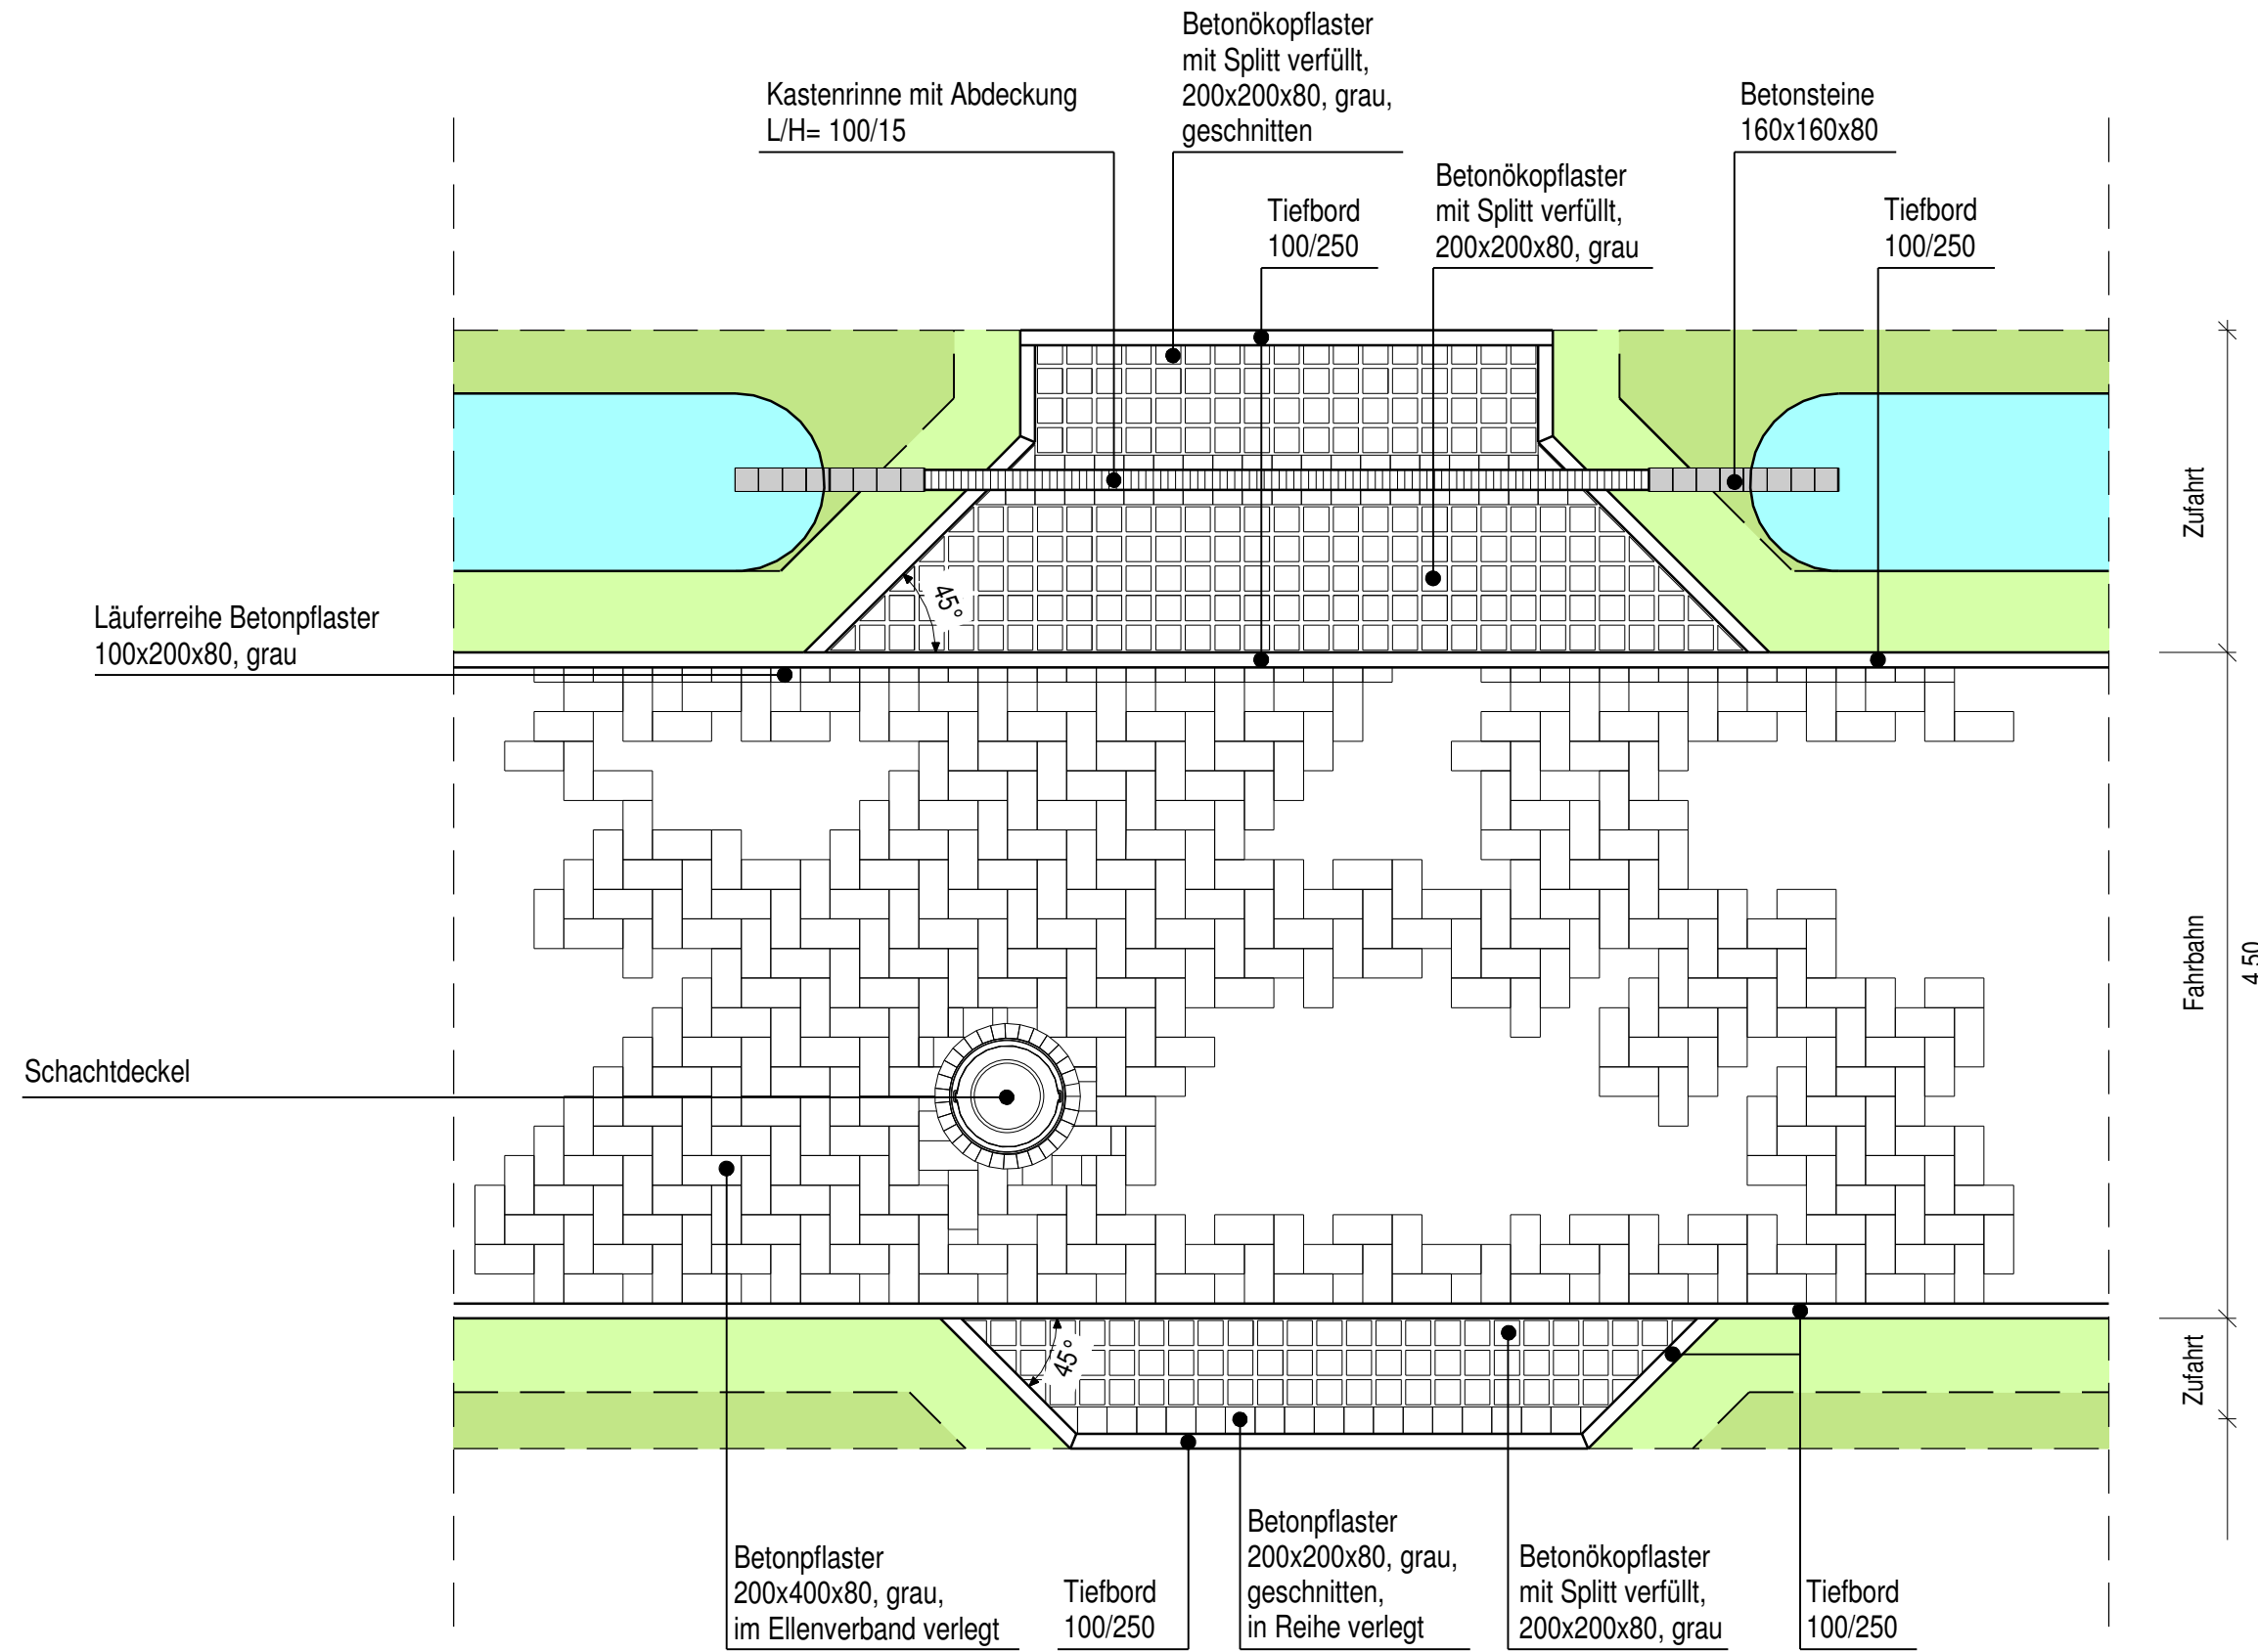 Betonökopflaster
mit Splitt verfüllt,
200x200x80, grau,
geschnitten
Kastenrinne mit Abdeckung
L/H= 100/15
Betonsteine
160x160x80
Betonökopflaster
mit Splitt verfüllt,
200x200x80, grau
Tiefbord
100/250
Tiefbord
100/250
Zufahrt
45°
Läuferreihe Betonpflaster
100x200x80, grau
Fahrbahn
4.50
Schachtdeckel
45°
Zufahrt
Betonpflaster
200x400x80, grau,
im Ellenverband verlegt
Tiefbord
100/250
Betonpflaster
200x200x80, grau,
geschnitten,
in Reihe verlegt
Betonökopflaster
mit Splitt verfüllt,
200x200x80, grau
Tiefbord
100/250